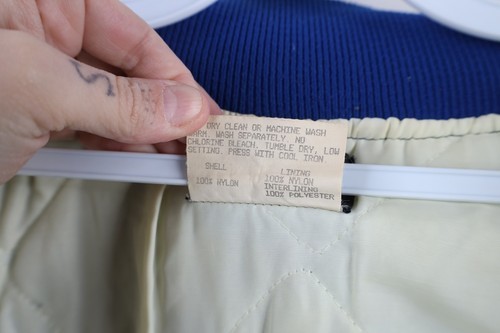 DRY CLEAN OR MACHINE WASH
WARM. WASH SEPARATELY. NO
CHLORINE BLEACH. TUMBLE DRY, LOW
SETTING. PRESS WITH COOL IRON
SHELL LINING
100% NYLON 100% NYLON
INTERLINING
100% POLYESTER